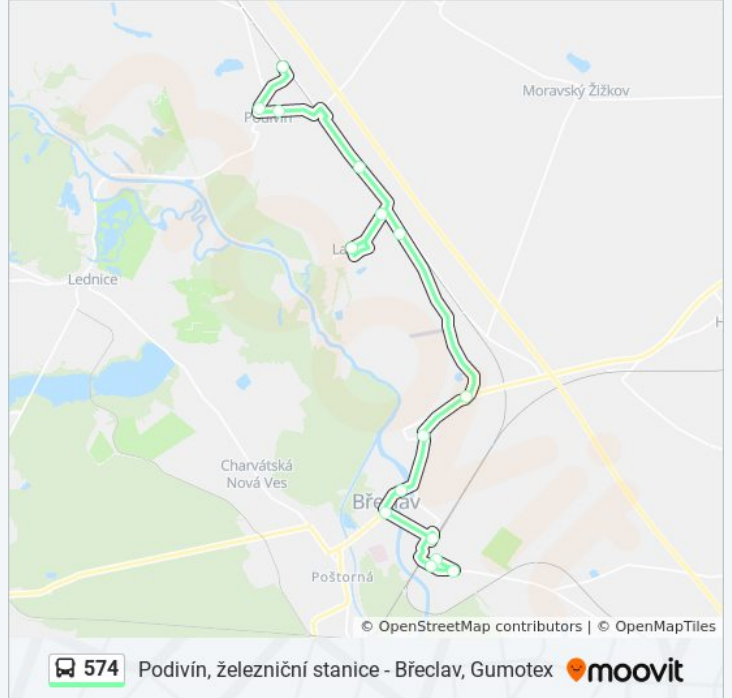 Moravský Žižkov
Podivín
La
Lednice
H
Charvátská
Nová Ves
Břeclav
Poštorná
© OpenStreetMap contributors | © OpenMapTiles
574 Podivín, železniční stanice - Břeclav, Gumotex moovit